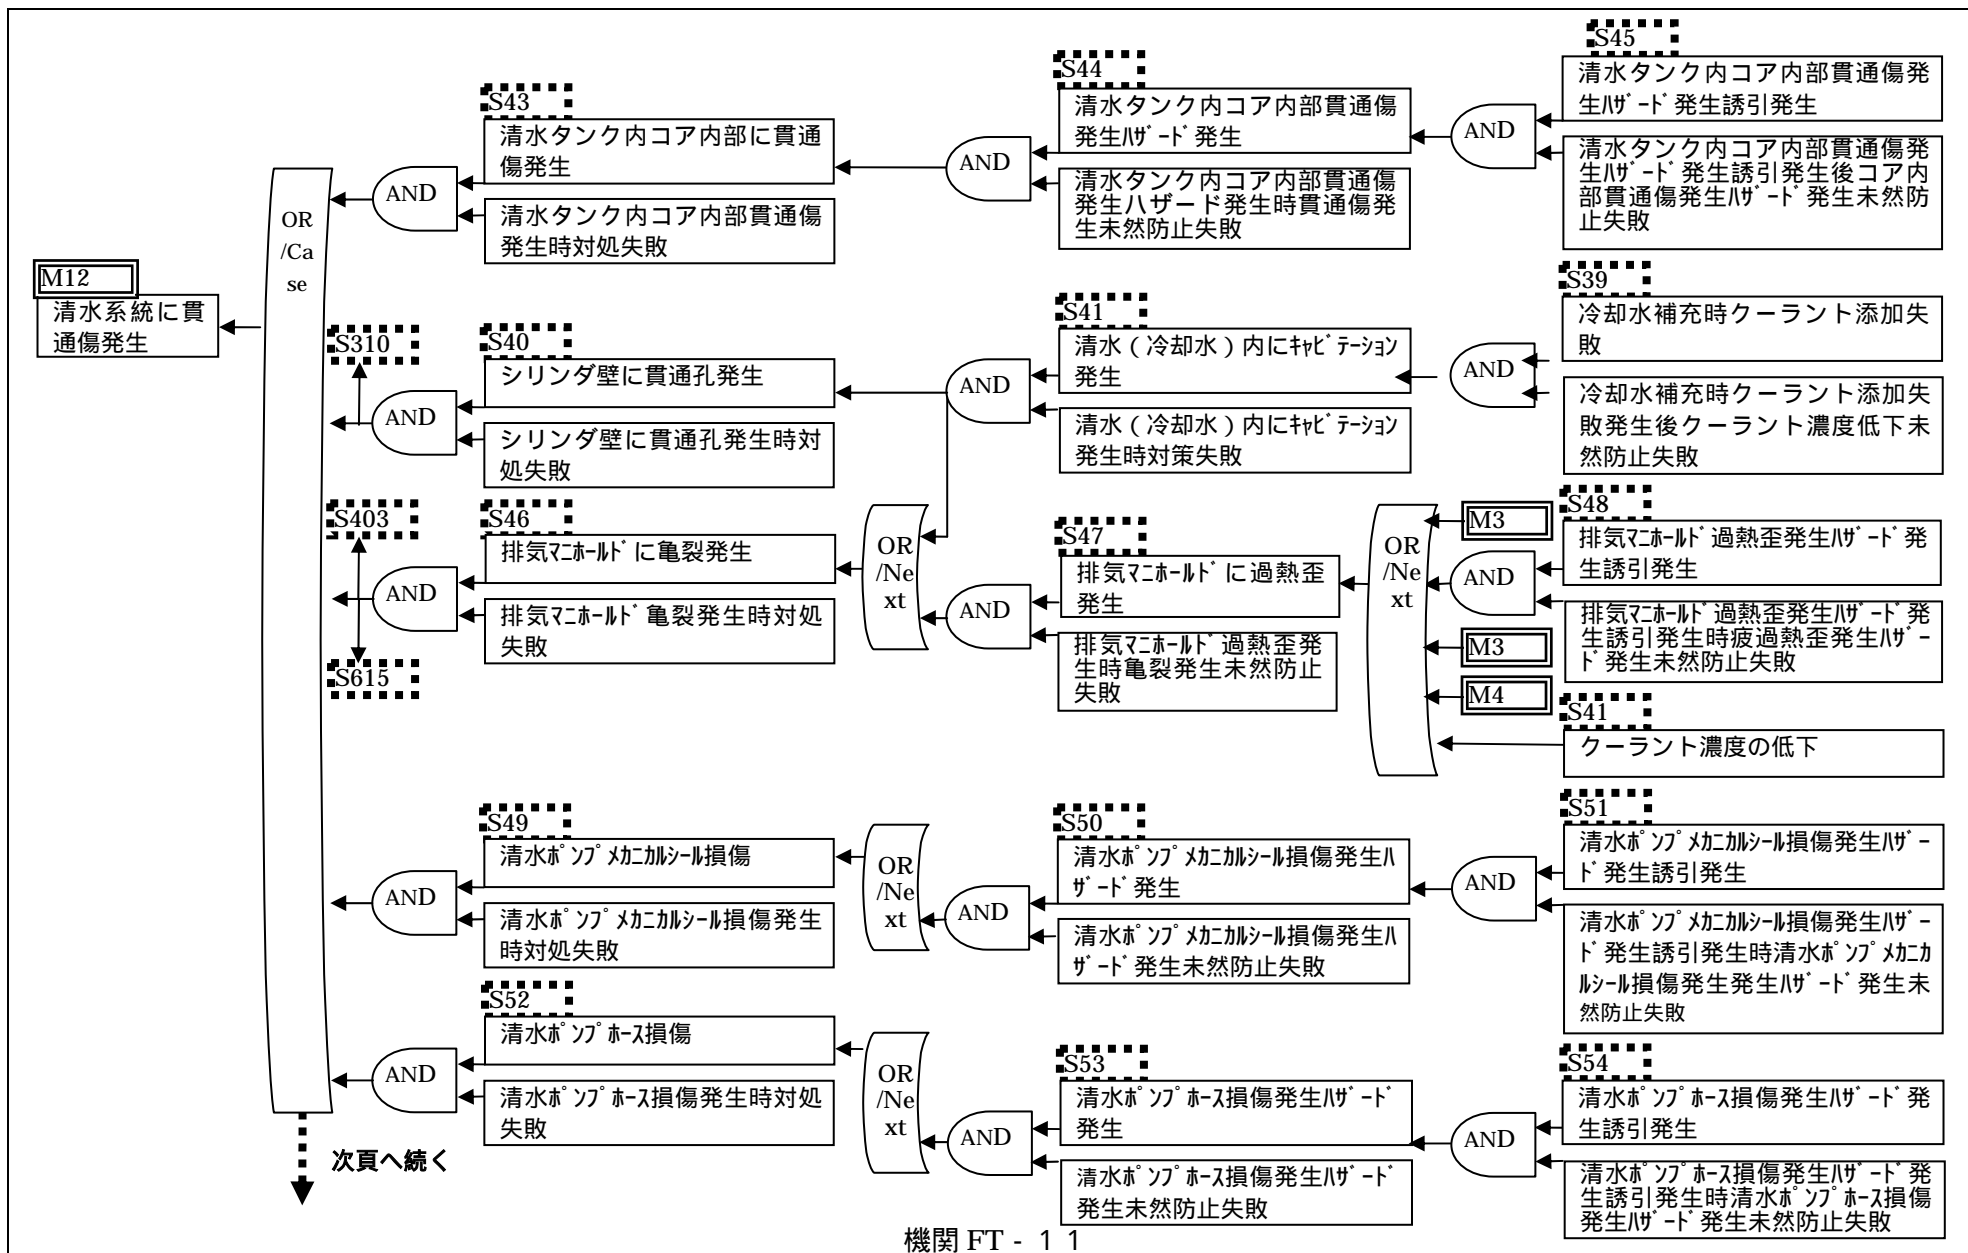 M12
清水系統に貫
通傷発生
OR
/Ca
se
次頁へ続く
AND
S43
清水タンク内コア内部に貫通
傷発生
清水タンク内コア内部貫通傷
発生時対処失敗
AND
S44
清水タンク内コア内部貫通傷
発生ﾊｻﾞｰﾄﾞ発生
清水タンク内コア内部貫通傷
発生ハザード発生時貫通傷発
生未然防止失敗
AND
S45
清水タンク内コア内部貫通傷発
生ﾊｻﾞｰﾄﾞ発生誘引発生
清水タンク内コア内部貫通傷発
生ﾊｻﾞｰﾄﾞ発生誘引発生後コア内
部貫通傷発生ﾊｻﾞｰﾄﾞ発生未然防
止失敗
S310
AND
S40
シリンダ壁に貫通孔発生
シリンダ壁に貫通孔発生時対
処失敗
AND
S41
清水（冷却水）内にｷｬﾋﾞﾃｰｼｮﾝ
発生
清水（冷却水）内にｷｬﾋﾞﾃｰｼｮﾝ
発生時対策失敗
AND
S39
冷却水補充時クーラント添加失
敗
冷却水補充時クーラント添加失
敗発生後クーラント濃度低下未
然防止失敗
S403
AND
S615
S46
排気ﾏﾆﾎｰﾙﾄﾞに亀裂発生
排気ﾏﾆﾎｰﾙﾄﾞ亀裂発生時対処
失敗
OR
/Ne
xt
AND
S47
排気ﾏﾆﾎｰﾙﾄﾞに過熱歪
発生
排気ﾏﾆﾎｰﾙﾄﾞ過熱歪発
生時亀裂発生未然防止
失敗
OR
/Ne
xt
M3
AND
M3
M4
S48
排気ﾏﾆﾎｰﾙﾄﾞ過熱歪発生ﾊｻﾞｰﾄﾞ発
生誘引発生
排気ﾏﾆﾎｰﾙﾄﾞ過熱歪発生ﾊｻﾞｰﾄﾞ発
生誘引発生時疲過熱歪発生ﾊｻﾞｰ
ﾄﾞ発生未然防止失敗
S41
クーラント濃度の低下
AND
S49
清水ﾎﾟﾝﾌﾟﾒｶﾆｶﾙｼｰﾙ損傷
清水ﾎﾟﾝﾌﾟﾒｶﾆｶﾙｼｰﾙ損傷発生
時対処失敗
OR
/Ne
xt
AND
S50
清水ﾎﾟﾝﾌﾟﾒｶﾆｶﾙｼｰﾙ損傷発生ﾊ
ｻﾞｰﾄﾞ発生
清水ﾎﾟﾝﾌﾟﾒｶﾆｶﾙｼｰﾙ損傷発生ﾊ
ｻﾞｰﾄﾞ発生未然防止失敗
AND
S51
清水ﾎﾟﾝﾌﾟﾒｶﾆｶﾙｼｰﾙ損傷発生ﾊｻﾞｰ
ﾄﾞ発生誘引発生
清水ﾎﾟﾝﾌﾟﾒｶﾆｶﾙｼｰﾙ損傷発生ﾊｻﾞｰ
ﾄﾞ発生誘引発生時清水ﾎﾟﾝﾌﾟﾒｶﾆｶ
ﾙｼｰﾙ損傷発生発生ﾊｻﾞｰﾄﾞ発生未
然防止失敗
AND
S52
清水ﾎﾟﾝﾌﾟﾎｰｽ損傷
清水ﾎﾟﾝﾌﾟﾎｰｽ損傷発生時対処
失敗
OR
/Ne
xt
AND
S53
清水ﾎﾟﾝﾌﾟﾎｰｽ損傷発生ﾊｻﾞｰﾄﾞ
発生
清水ﾎﾟﾝﾌﾟﾎｰｽ損傷発生ﾊｻﾞｰﾄﾞ
発生未然防止失敗
AND
S54
清水ﾎﾟﾝﾌﾟﾎｰｽ損傷発生ﾊｻﾞｰﾄﾞ発
生誘引発生
清水ﾎﾟﾝﾌﾟﾎｰｽ損傷発生ﾊｻﾞｰﾄﾞ発
生誘引発生時清水ﾎﾟﾝﾌﾟﾎｰｽ損傷
発生ﾊｻﾞｰﾄﾞ発生未然防止失敗
機関 FT - １１